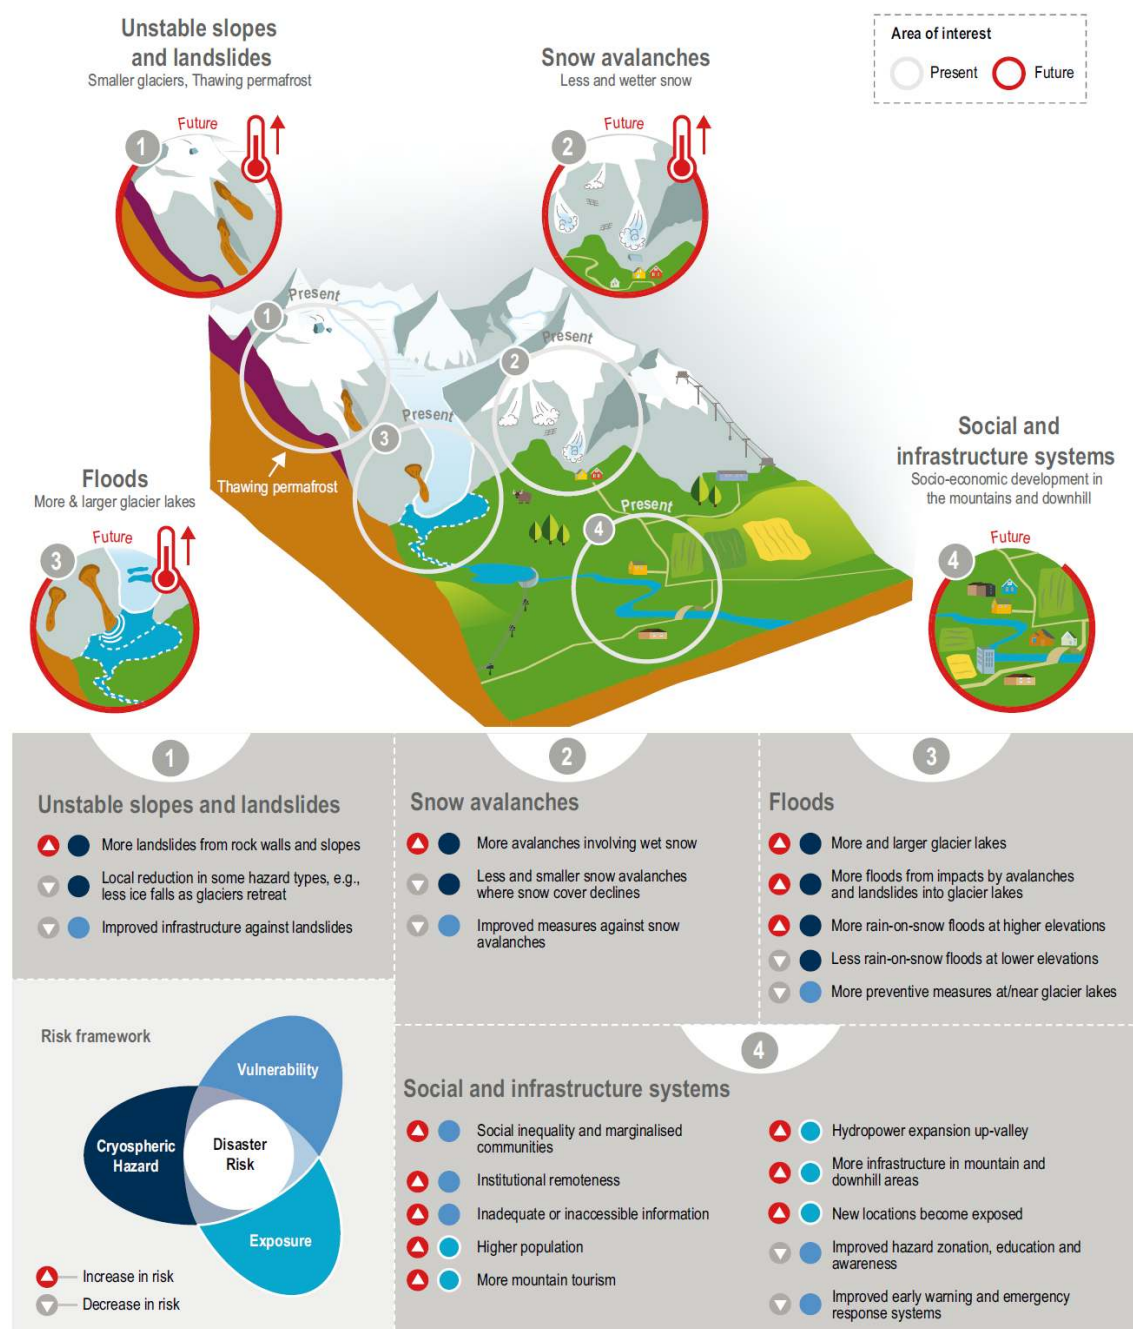 Unstable slopes
and landslides
Smaller glaciers, Thawing permafrost
Snow avalanches
Less and wetter snow
Area of interest
Present
Future
Future
1
Future
2
Present
1
Present
2
Present
3
Thawing permafrost
Present
4
Floods
More & larger glacier lakes
Future
3
Social and
infrastructure systems
Socio-economic development in
the mountains and downhill
Future
4
1
Unstable slopes and landslides
More landslides from rock walls and slopes
Local reduction in some hazard types, e.g.,
less ice falls as glaciers retreat
Improved infrastructure against landslides
2
Snow avalanches
More avalanches involving wet snow
Less and smaller snow avalanches
where snow cover declines
Improved measures against snow
avalanches
3
Floods
More and larger glacier lakes
More floods from impacts by avalanches
and landslides into glacier lakes
More rain-on-snow floods at higher elevations
Less rain-on-snow floods at lower elevations
More preventive measures at/near glacier lakes
Risk framework
Vulnerability
Cryospheric
Hazard
Disaster
Risk
Exposure
Increase in risk
Decrease in risk
4
Social and infrastructure systems
Social inequality and marginalised
communities
Institutional remoteness
Inadequate or inaccessible information
Higher population
More mountain tourism
Hydropower expansion up-valley
More infrastructure in mountain and
downhill areas
New locations become exposed
Improved hazard zonation, education and
awareness
Improved early warning and emergency
response systems